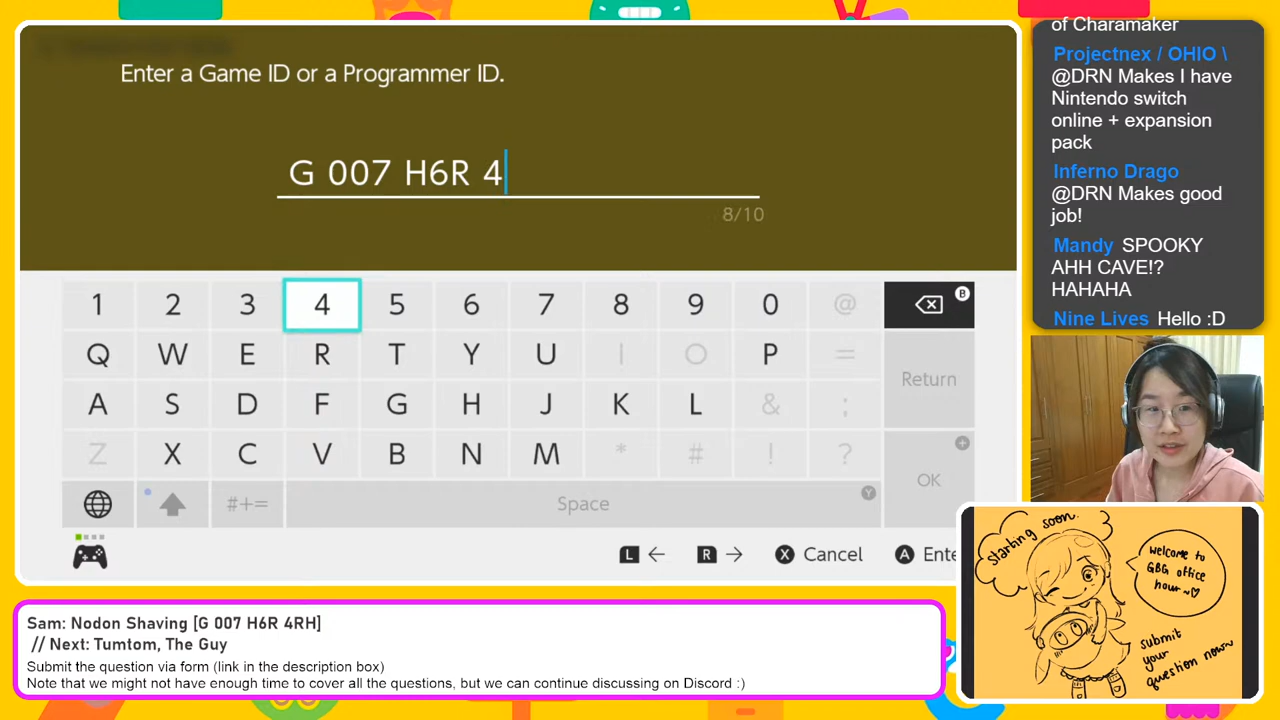 Enter a Game ID or a Programmer ID.
G 007 H6R 4
8/10
1 2 3 4 5 6 7 8 9 0 @ B
Q W E R T Y U I O P =
Return
A S D F G H J K L & ;
Z X C V B N M * # ! ? +
OK
#+= Space Y
L ← R → X Cancel A Ente
of Charamaker
Projectnex / OHIO \
@DRN Makes I have
Nintendo switch
online + expansion
pack
Inferno Drago
@DRN Makes good
job!
Mandy SPOOKY
AHH CAVE!?
HAHAHA
Nine Lives Hello :D
starting soon.
welcome to
GBG office
hour~♡
submit
your
question now~
Sam: Nodon Shaving [G 007 H6R 4RH]
// Next: Tumtom, The Guy
Submit the question via form (link in the description box)
Note that we might not have enough time to cover all the questions, but we can continue discussing on Discord :)